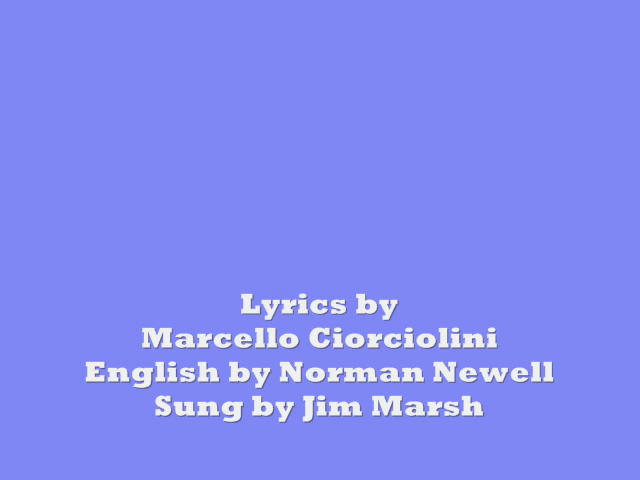 Lyrics by
Marcello Ciorciolini
English by Norman Newell
Sung by Jim Marsh